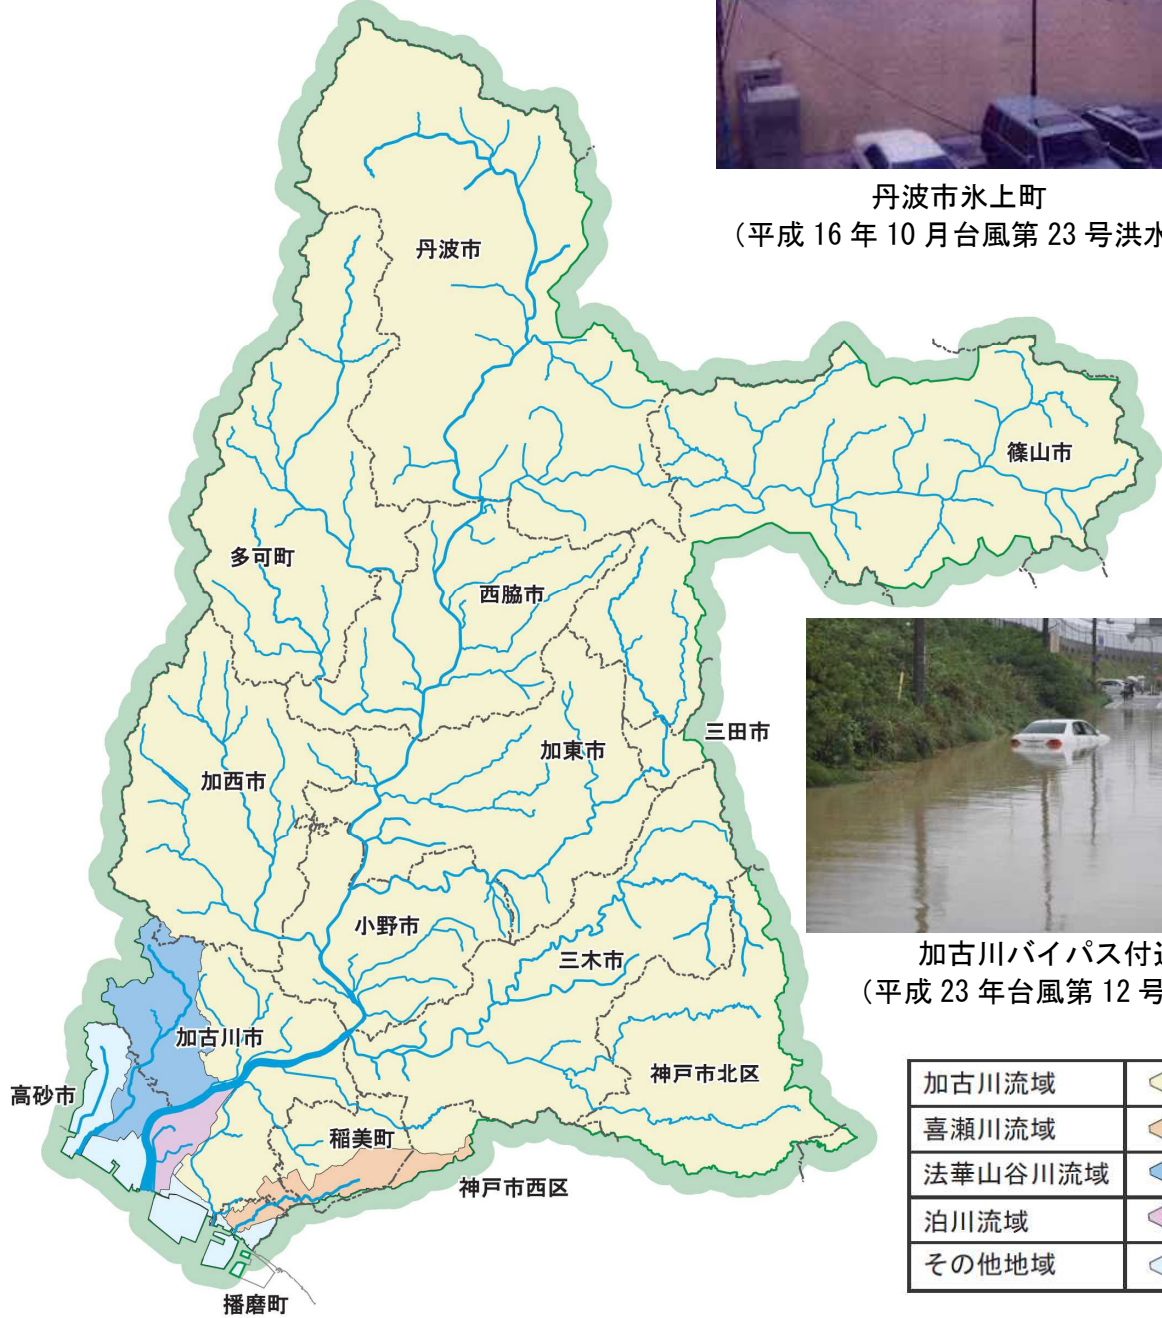 丹波市氷上町
（平成 16 年 10 月台風第 23 号洪水
丹波市
篠山市
多可町
西脇市
三田市
加東市
加西市
小野市
三木市
加古川バイパス付近
（平成 23 年台風第 12 号
加古川市
神戸市北区
高砂市
稲美町
神戸市西区
播磨町
加古川流域
喜瀬川流域
法華山谷川流域
泊川流域
その他地域